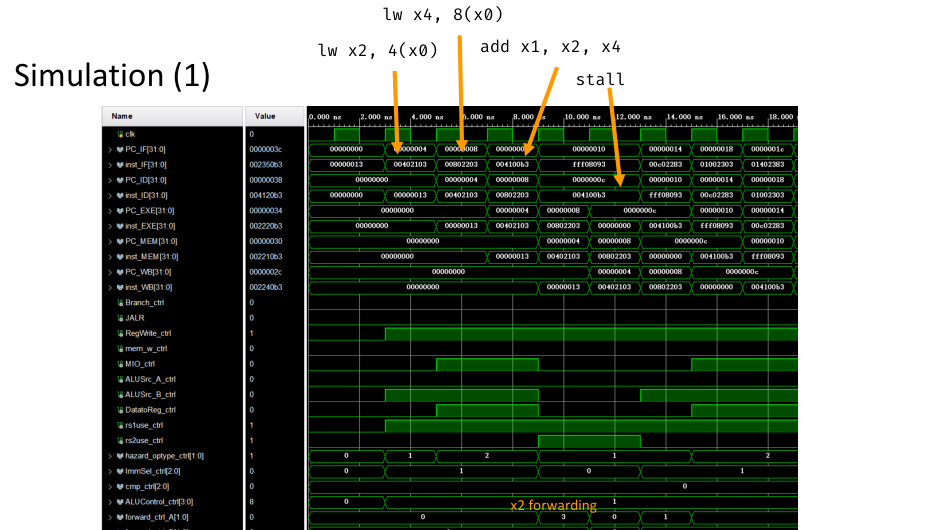 lw x4, 8(x0)
lw x2, 4(x0)
add x1, x2, x4
stall
Simulation (1)
Name Value 0.000 ns 2.000 ns 4.000 ns 6.000 ns 8.000 ns 10.000 ns 12.000 ns 14.000 ns 16.000 ns 18.000
clk 0
PC_IF[31:0] 0000003c 00000000 00000010 00000014 00000018 0000001c
inst_IF[31:0] 002350b3 00000013 00402103 00802203 004100b3 fff08093 00c02283 01002303 01402383
PC_ID[31:0] 00000038 00000000 00000004 00000008 0000000c 00000010 00000014 00000018
inst_ID[31:0] 004120b3 00000000 00000013 00402103 00802203 004100b3 fff08093 00c02283 01002303
PC_EXE[31:0] 00000034 00000000 00000004 00000008 0000000c 00000010 00000014
inst_EXE[31:0] 002220b3 00000000 00000013 00402103 00802203 00000000 004100b3 fff08093 00c02283
PC_MEM[31:0] 00000030 00000000 00000004 00000008 0000000c 00000010
inst_MEM[31:0] 002210b3 00000000 00000013 00402103 00802203 00000000 004100b3 fff08093
PC_WB[31:0] 0000002c 00000000 00000004 00000008 0000000c
inst_WB[31:0] 002240b3 00000000 00000013 00402103 00802203 00000000 004100b3
Branch_ctrl 0
JALR 0
RegWrite_ctrl 1
mem_w_ctrl 0
MIO_ctrl 0
ALUSrc_A_ctrl 0
ALUSrc_B_ctrl 0
DatatoReg_ctrl 0
rs1use_ctrl 1
rs2use_ctrl 1
hazard_optype_ctrl[1:0] 1 0 1 2 1 2
ImmSel_ctrl[2:0] 0 0 1 0 1
cmp_ctrl[2:0] 0 0
ALUControl_ctrl[3:0] 8 0 1
x2 forwarding
forward_ctrl_A[1:0] 0 0 3 0 1